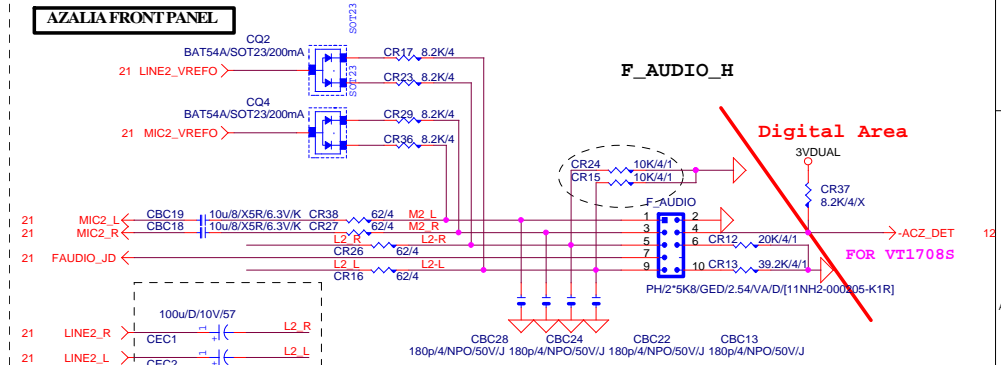 AZALIA FRONT PANEL
SOT23
CQ2
BAT54A/SOT23/200mA
CR17 8.2K/4
21 LINE2_VREFO
CR23 8.2K/4
SOT23
F_AUDIO_H
CQ4
BAT54A/SOT23/200mA
CR29 8.2K/4
21 MIC2_VREFO
CR36 8.2K/4
Digital Area
3VDUAL
CR24 10K/4/1
CR15 10K/4/1
CR37
8.2K/4/X
F_AUDIO
21 MIC2_L CBC19 10u/8/X5R/6.3V/K CR38 62/4 M2_L 1 2
21 MIC2_R CBC18 10u/8/X5R/6.3V/K CR27 62/4 M2_R 3 4 -ACZ_DET 12
L2_R 62/4 L2-R 5 6 CR12 20K/4/1
CR26
FOR VT1708S
21 FAUDIO_JD 7
L2_L L2-L 9 10 CR13 39.2K/4/1
CR16 62/4
PH/2*5K8/GED/2.54/VA/D/[11NH2-000205-K1R]
100u/D/10V/57
21 LINE2_R 1 L2_R
+
CEC1
21 LINE2_L 1 L2_L
+
CEC2
CBC28 CBC24 CBC22 CBC13
180p/4/NPO/50V/J 180p/4/NPO/50V/J 180p/4/NPO/50V/J 180p/4/NPO/50V/J